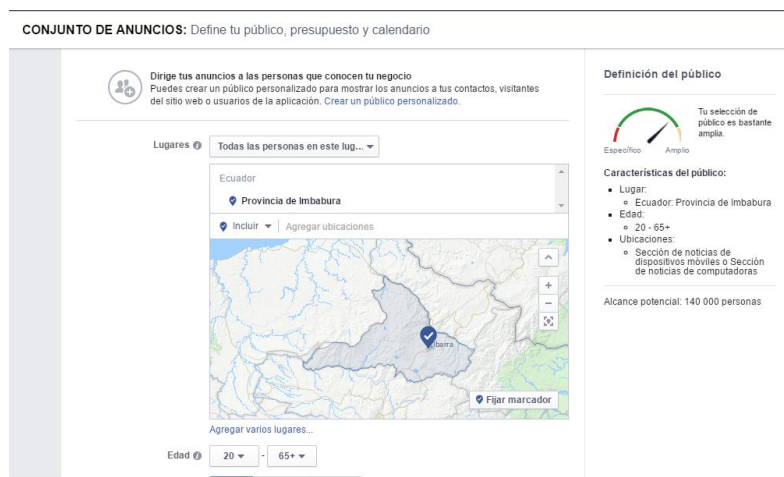 CONJUNTO DE ANUNCIOS: Define tu público, presupuesto y calendario
Dirige tus anuncios a las personas que conocen tu negocio
Puedes crear un público personalizado para mostrar los anuncios a tus contactos, visitantes
del sitio web o usuarios de la aplicación. Crear un público personalizado.
Lugares
Todas las personas en este lug...
Ecuador
Provincia de Imbabura
Incluir
Agregar ubicaciones
Ibarra
Fijar marcador
Agregar varios lugares...
Edad
20 - 65+
Definición del público
Tu selección de
público es bastante
amplia.
Específico
Amplio
Características del público:
Lugar:
Ecuador: Provincia de Imbabura
Edad:
20 - 65+
Ubicaciones:
Sección de noticias de
dispositivos móviles o Sección
de noticias de computadoras
Alcance potencial: 140 000 personas